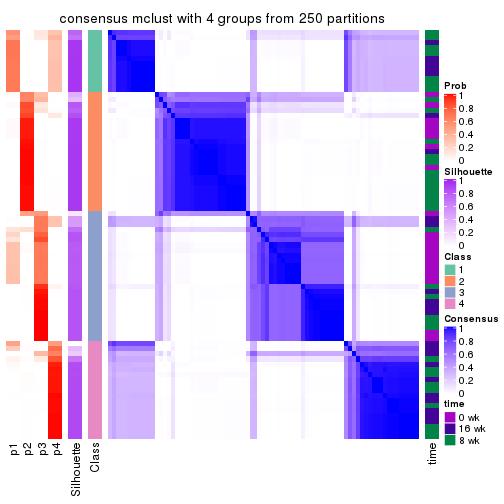 consensus mclust with 4 groups from 250 partitions
Prob
1
0.8
0.6
0.4
0.2
0
Silhouette
1
0.8
0.6
0.4
0.2
0
Class
1
2
3
4
Consensus
1
0.8
0.6
0.4
0.2
0
time
0 wk
16 wk
8 wk
p1
p2
p3
p4
Silhouette
Class
time